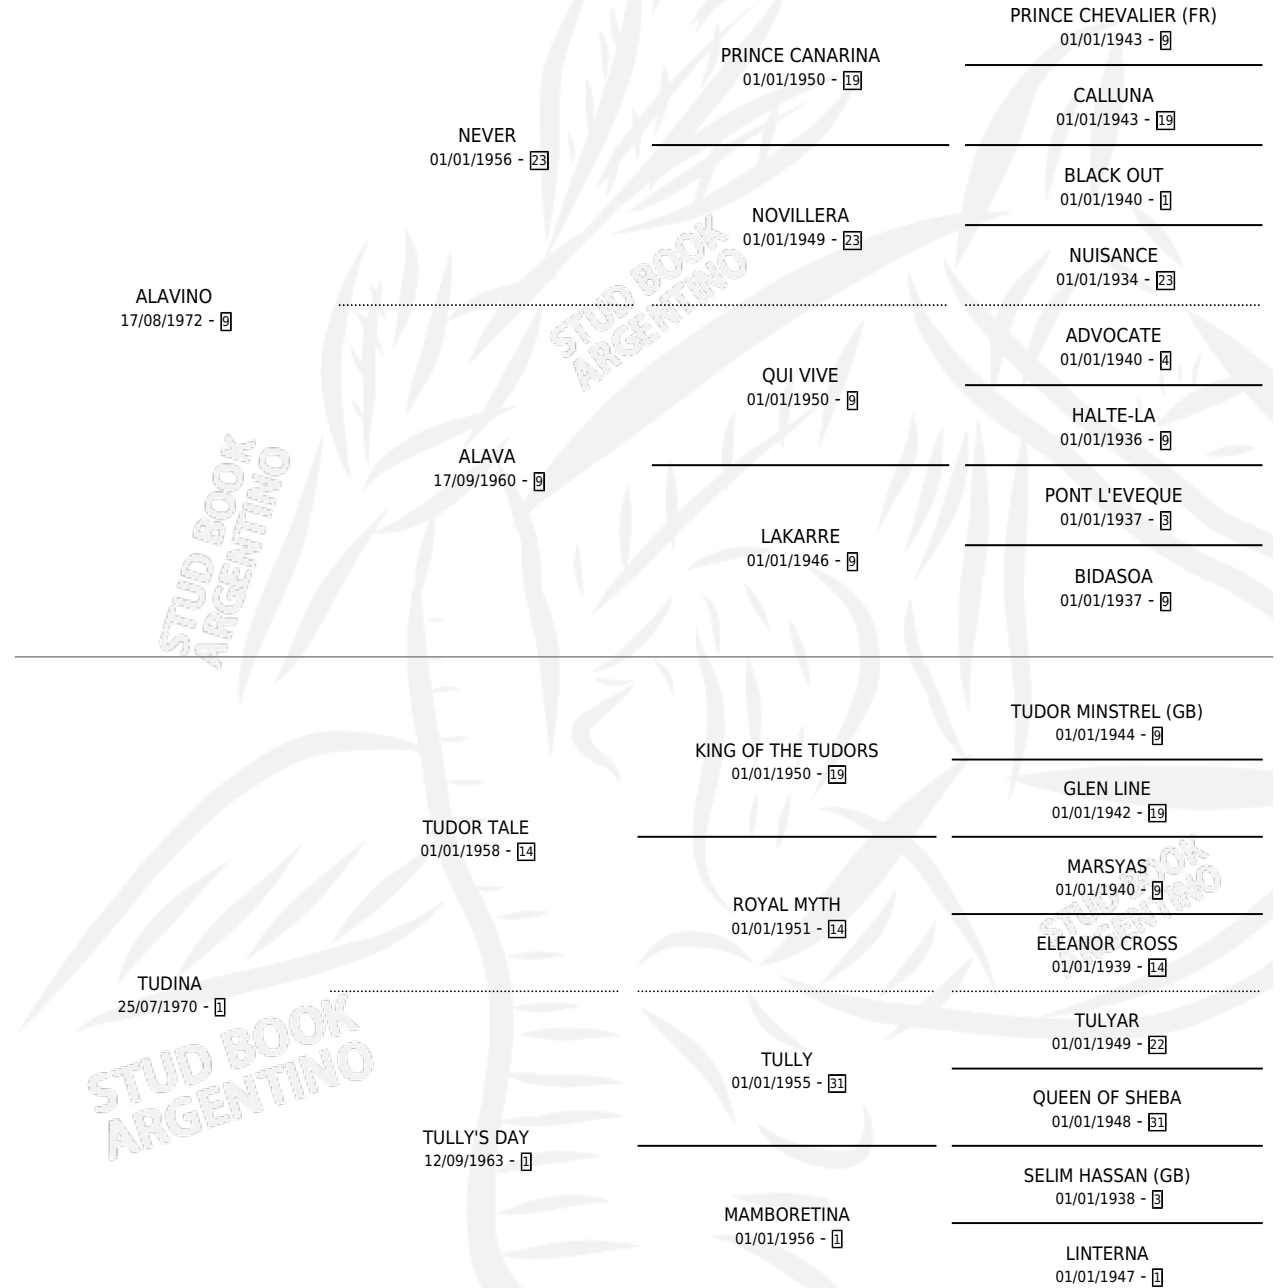 PRINCE CHEVALIER (FR)
01/01/1943 - 9
PRINCE CANARINA
01/01/1950 - 19
CALLUNA
01/01/1943 - 19
NEVER
01/01/1956 - 23
BLACK OUT
01/01/1940 - 1
NOVILLERA
01/01/1949 - 23
NUISANCE
01/01/1934 - 23
ALAVINO
17/08/1972 - 9
ADVOCATE
01/01/1940 - 4
QUI VIVE
01/01/1950 - 9
HALTE-LA
01/01/1936 - 9
ALAVA
17/09/1960 - 9
PONT L'EVEQUE
01/01/1937 - 3
LAKARRE
01/01/1946 - 9
BIDASOA
01/01/1937 - 9
STUD BOOK
ARGENTINO
STUD BOOK
ARGENTINO
TUDOR MINSTREL (GB)
01/01/1944 - 9
KING OF THE TUDORS
01/01/1950 - 19
GLEN LINE
01/01/1942 - 19
TUDOR TALE
01/01/1958 - 14
MARSYAS
01/01/1940 - 9
ROYAL MYTH
01/01/1951 - 14
ELEANOR CROSS
01/01/1939 - 14
STUD BOOK
ARGENTINO
TUDINA
25/07/1970 - 1
TULYAR
01/01/1949 - 22
TULLY
01/01/1955 - 31
QUEEN OF SHEBA
01/01/1948 - 31
STUD BOOK
ARGENTINO
TULLY'S DAY
12/09/1963 - 1
SELIM HASSAN (GB)
01/01/1938 - 3
MAMBORETINA
01/01/1956 - 1
LINTERNA
01/01/1947 - 1